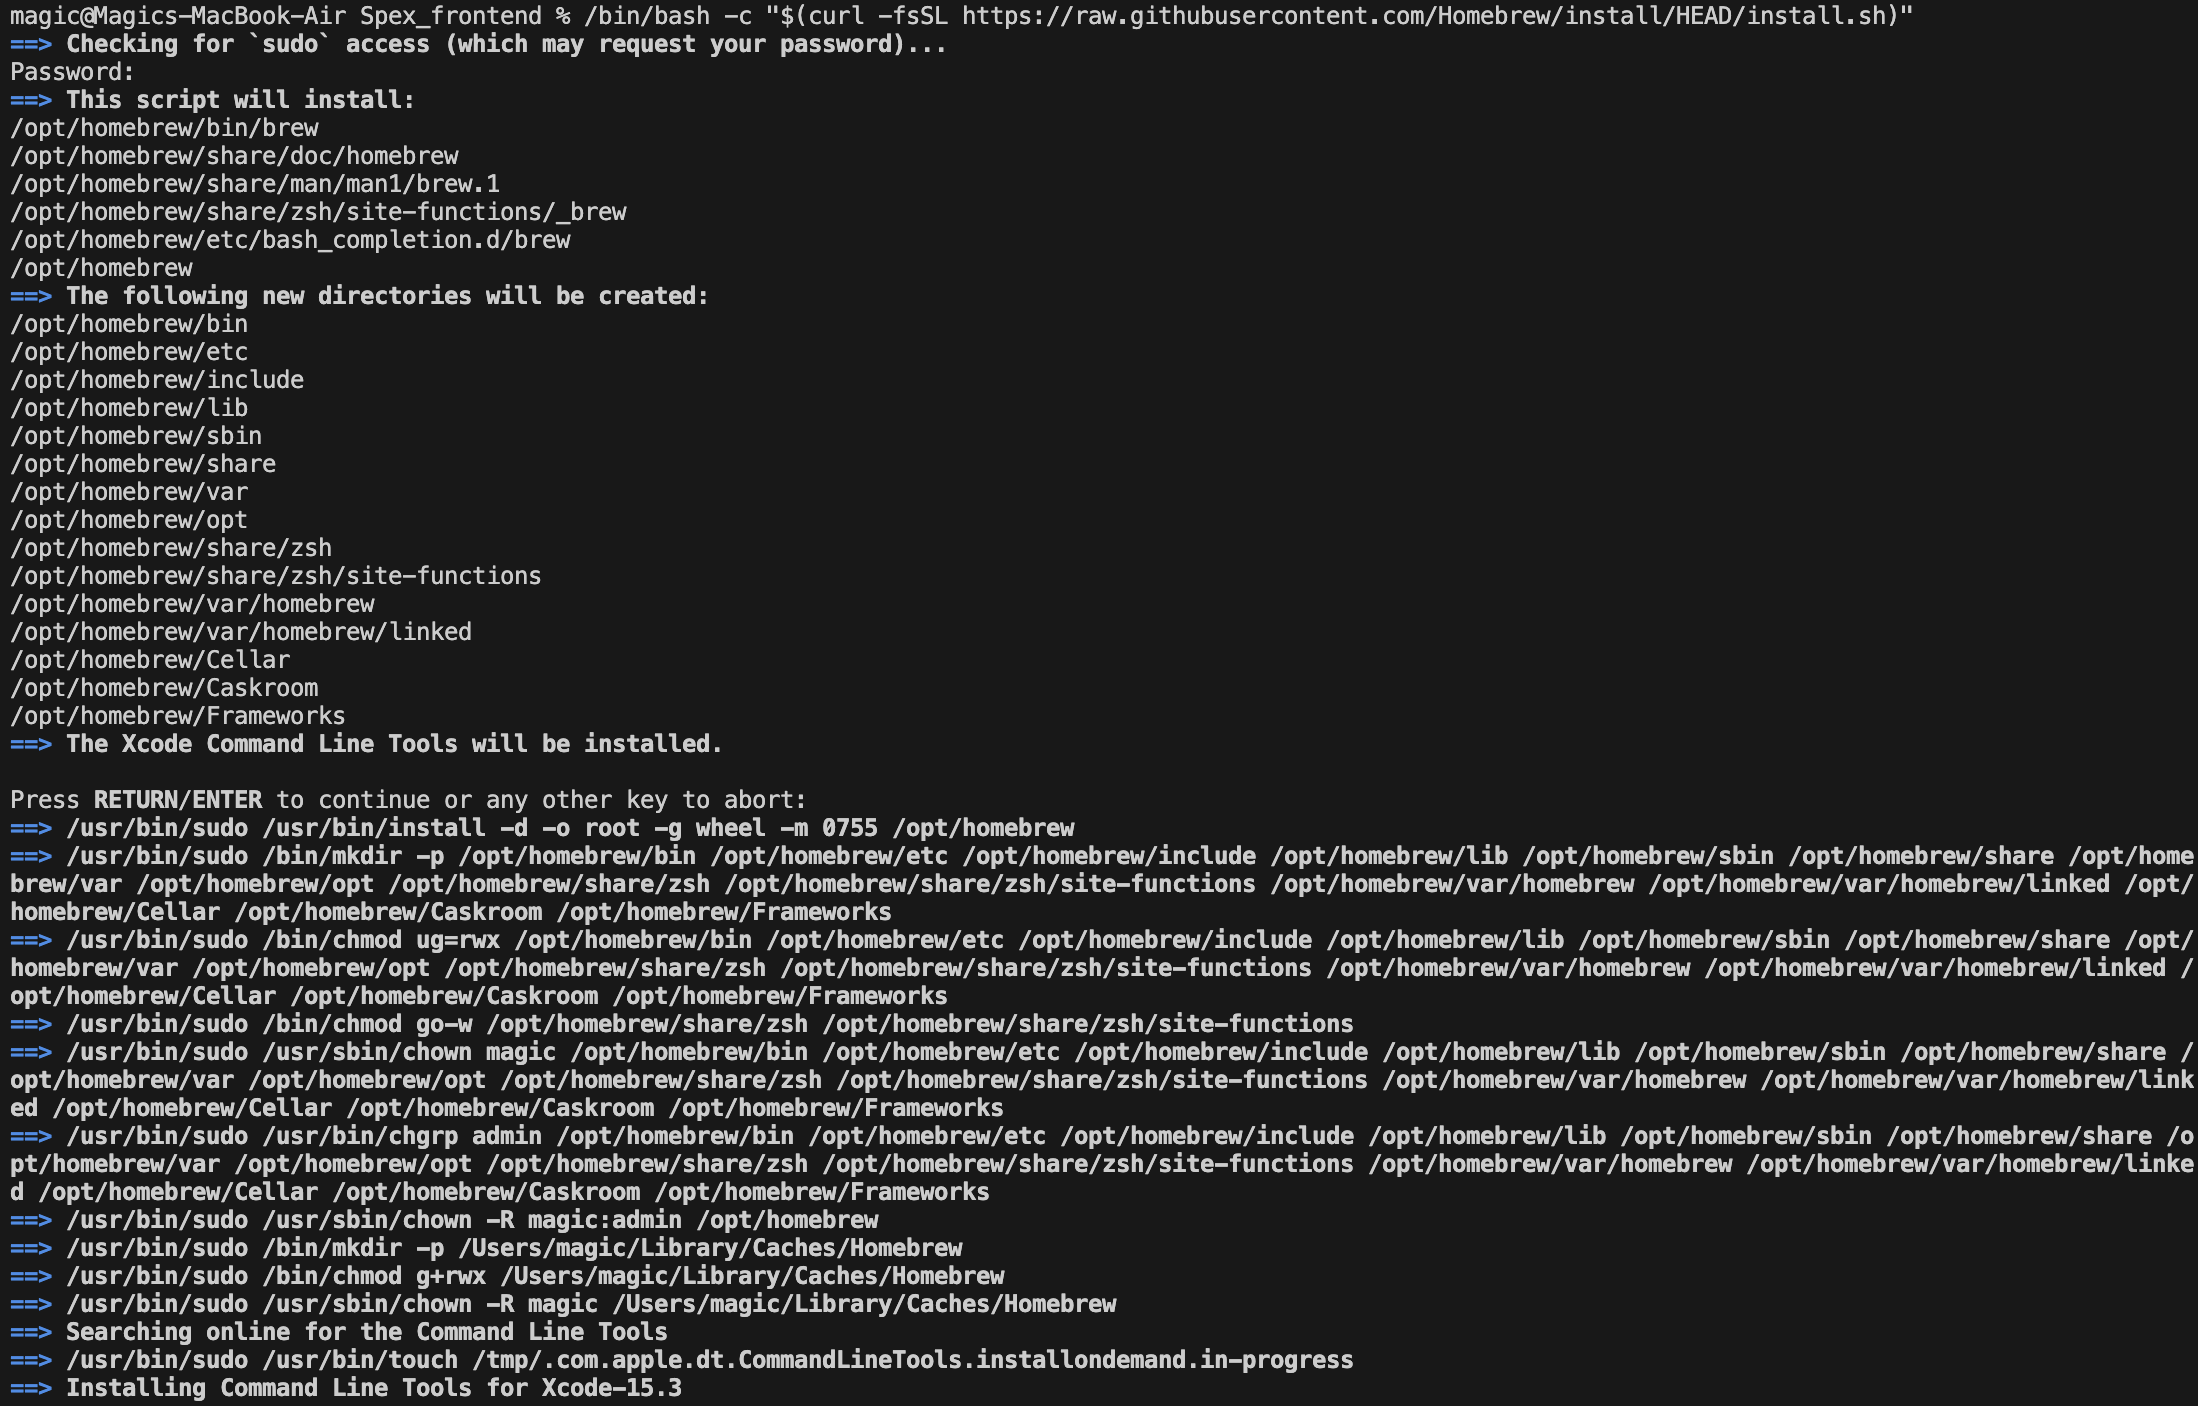 magic@Magics-MacBook-Air Spex_frontend % /bin/bash -c "$(curl -fsSL https://raw.githubusercontent.com/Homebrew/install/HEAD/install.sh)"
==> Checking for `sudo` access (which may request your password)...
Password:
==> This script will install:
/opt/homebrew/bin/brew
/opt/homebrew/share/doc/homebrew
/opt/homebrew/share/man/man1/brew.1
/opt/homebrew/share/zsh/site-functions/_brew
/opt/homebrew/etc/bash_completion.d/brew
/opt/homebrew
==> The following new directories will be created:
/opt/homebrew/bin
/opt/homebrew/etc
/opt/homebrew/include
/opt/homebrew/lib
/opt/homebrew/sbin
/opt/homebrew/share
/opt/homebrew/var
/opt/homebrew/opt
/opt/homebrew/share/zsh
/opt/homebrew/share/zsh/site-functions
/opt/homebrew/var/homebrew
/opt/homebrew/var/homebrew/linked
/opt/homebrew/Cellar
/opt/homebrew/Caskroom
/opt/homebrew/Frameworks
==> The Xcode Command Line Tools will be installed.
Press RETURN/ENTER to continue or any other key to abort:
==> /usr/bin/sudo /usr/bin/install -d -o root -g wheel -m 0755 /opt/homebrew
==> /usr/bin/sudo /bin/mkdir -p /opt/homebrew/bin /opt/homebrew/etc /opt/homebrew/include /opt/homebrew/lib /opt/homebrew/sbin /opt/homebrew/share /opt/home
brew/var /opt/homebrew/opt /opt/homebrew/share/zsh /opt/homebrew/share/zsh/site-functions /opt/homebrew/var/homebrew /opt/homebrew/var/homebrew/linked /opt/
homebrew/Cellar /opt/homebrew/Caskroom /opt/homebrew/Frameworks
==> /usr/bin/sudo /bin/chmod ug=rwx /opt/homebrew/bin /opt/homebrew/etc /opt/homebrew/include /opt/homebrew/lib /opt/homebrew/sbin /opt/homebrew/share /opt/
homebrew/var /opt/homebrew/opt /opt/homebrew/share/zsh /opt/homebrew/share/zsh/site-functions /opt/homebrew/var/homebrew /opt/homebrew/var/homebrew/linked /
opt/homebrew/Cellar /opt/homebrew/Caskroom /opt/homebrew/Frameworks
==> /usr/bin/sudo /bin/chmod go-w /opt/homebrew/share/zsh /opt/homebrew/share/zsh/site-functions
==> /usr/bin/sudo /usr/sbin/chown magic /opt/homebrew/bin /opt/homebrew/etc /opt/homebrew/include /opt/homebrew/lib /opt/homebrew/sbin /opt/homebrew/share /
opt/homebrew/var /opt/homebrew/opt /opt/homebrew/share/zsh /opt/homebrew/share/zsh/site-functions /opt/homebrew/var/homebrew /opt/homebrew/var/homebrew/link
ed /opt/homebrew/Cellar /opt/homebrew/Caskroom /opt/homebrew/Frameworks
==> /usr/bin/sudo /usr/bin/chgrp admin /opt/homebrew/bin /opt/homebrew/etc /opt/homebrew/include /opt/homebrew/lib /opt/homebrew/sbin /opt/homebrew/share /o
pt/homebrew/var /opt/homebrew/opt /opt/homebrew/share/zsh /opt/homebrew/share/zsh/site-functions /opt/homebrew/var/homebrew /opt/homebrew/var/homebrew/linke
d /opt/homebrew/Cellar /opt/homebrew/Caskroom /opt/homebrew/Frameworks
==> /usr/bin/sudo /usr/sbin/chown -R magic:admin /opt/homebrew
==> /usr/bin/sudo /bin/mkdir -p /Users/magic/Library/Caches/Homebrew
==> /usr/bin/sudo /bin/chmod g+rwx /Users/magic/Library/Caches/Homebrew
==> /usr/bin/sudo /usr/sbin/chown -R magic /Users/magic/Library/Caches/Homebrew
==> Searching online for the Command Line Tools
==> /usr/bin/sudo /usr/bin/touch /tmp/.com.apple.dt.CommandLineTools.installondemand.in-progress
==> Installing Command Line Tools for Xcode-15.3